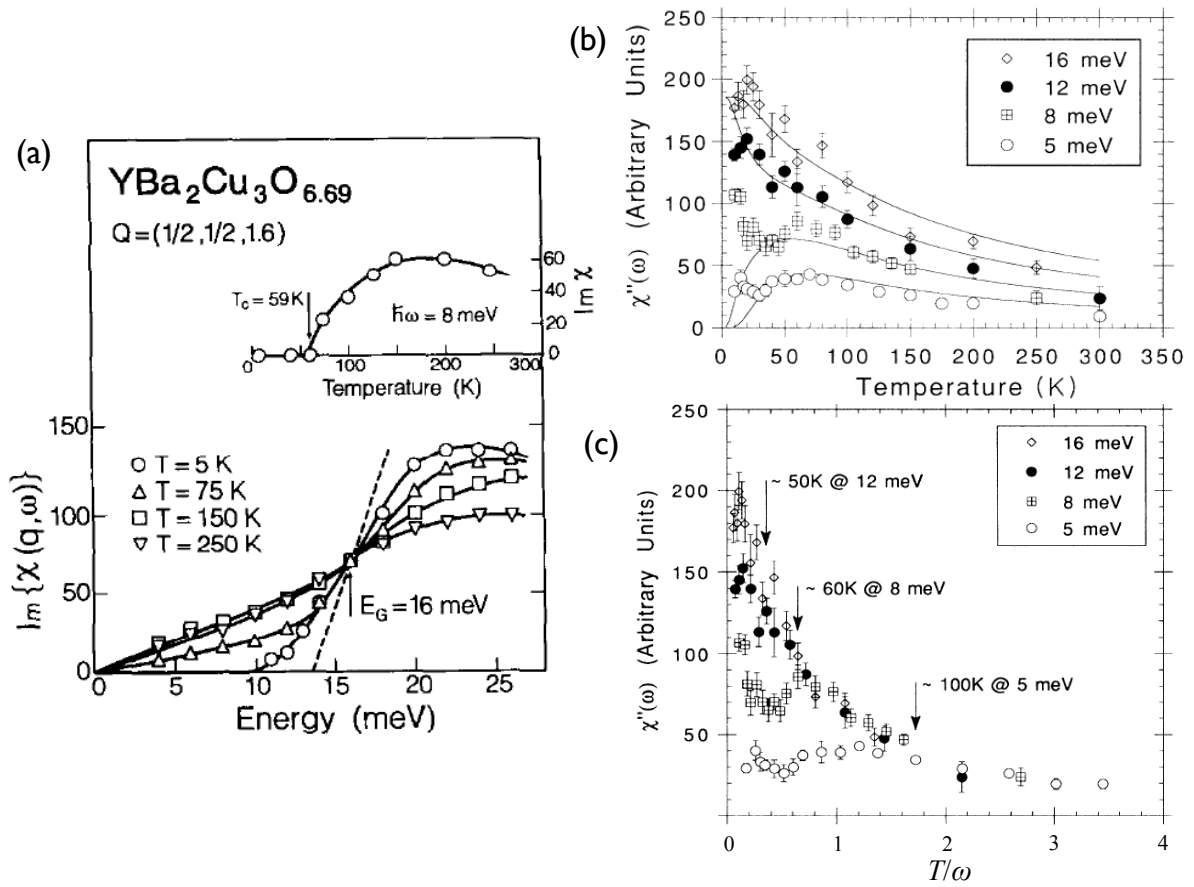 (a)
YBa2Cu3O6.69
Q=(1/2,1/2,1.6)
Tc=59K
ħω=8 meV
60
40
20
0
Im χ
0 100 200 300
Temperature (K)
150
100
50
0
Im{χ(q,ω)}
T=5 K
T=75 K
T=150 K
T=250 K
EG=16 meV
0 5 10 15 20 25
Energy (meV)
(b)
250
200
150
100
50
0
χ"(ω) (Arbitrary Units)
16 meV
12 meV
8 meV
5 meV
0 50 100 150 200 250 300 350
Temperature (K)
(c)
250
200
150
100
50
χ"(ω) (Arbitrary Units)
16 meV
12 meV
8 meV
5 meV
~ 50K @ 12 meV
~ 60K @ 8 meV
~ 100K @ 5 meV
0 1 2 3 4
T/ω